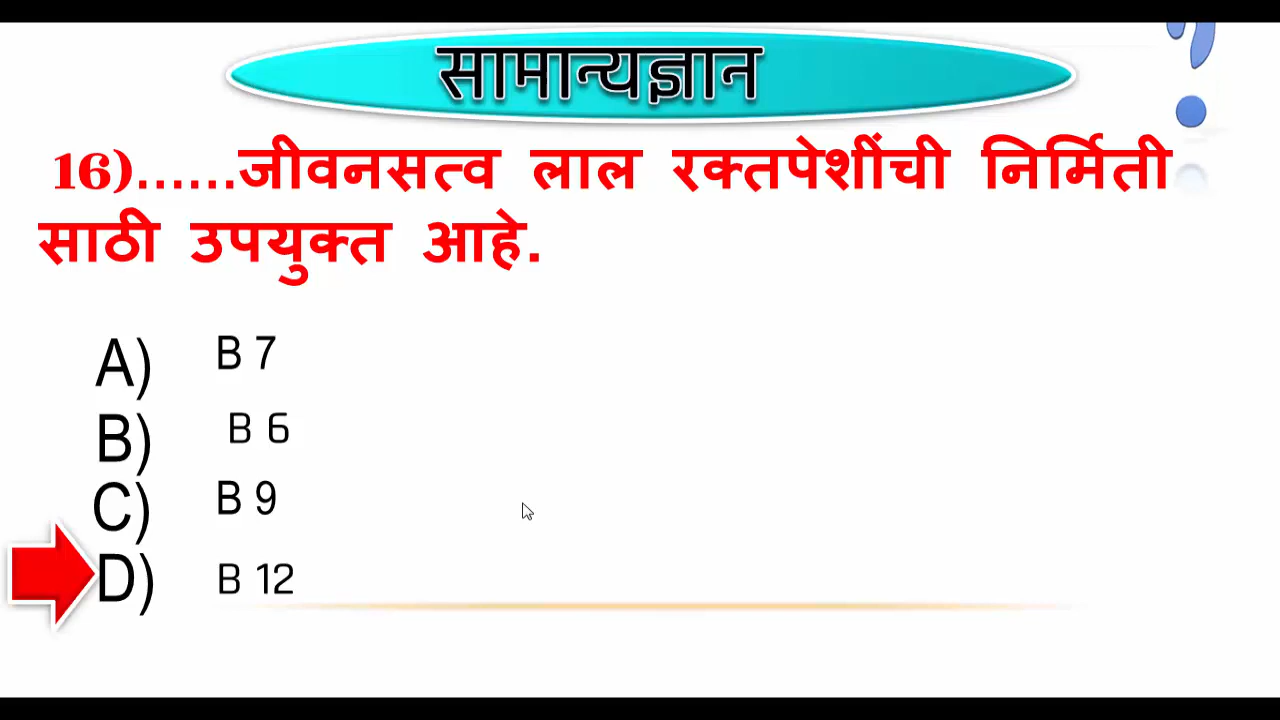 सामान्यज्ञान
16)......जीवनसत्व लाल रक्तपेशींची निर्मिती
साठी उपयुक्त आहे.
A) B 7
B) B 6
C) B 9
D) B 12